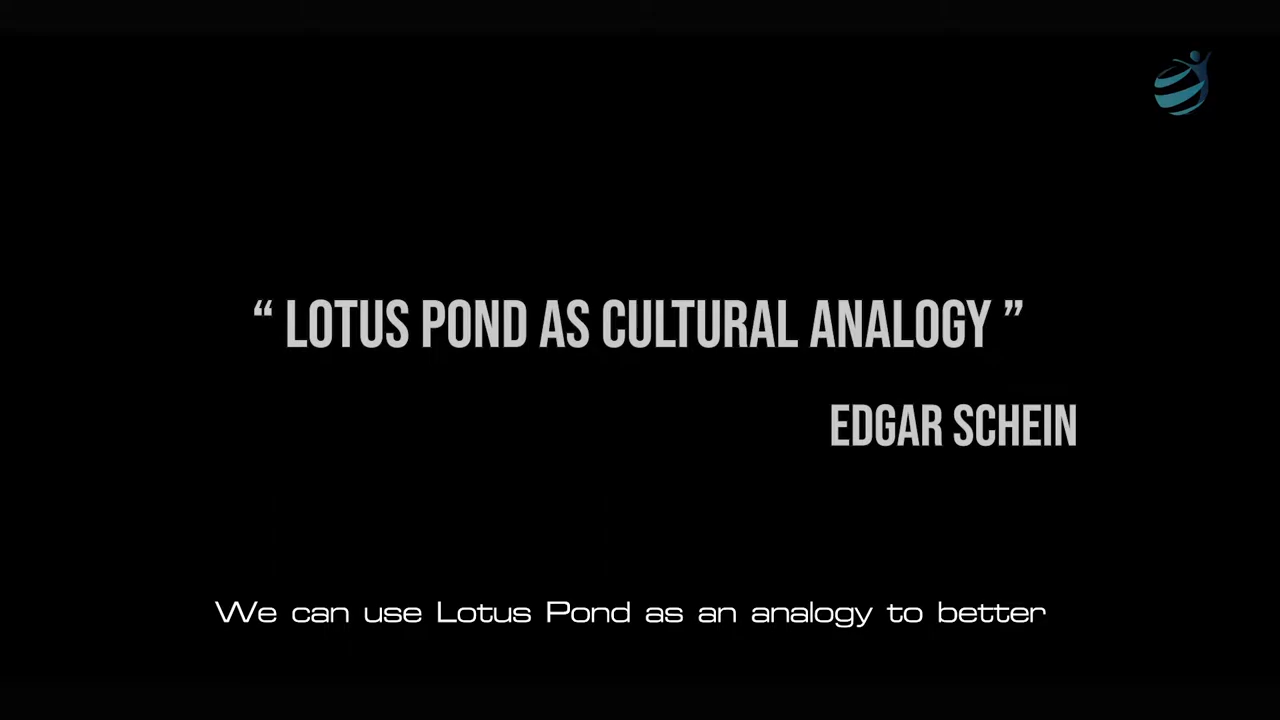 “ LOTUS POND AS CULTURAL ANALOGY ”
EDGAR SCHEIN
We can use Lotus Pond as an analogy to better